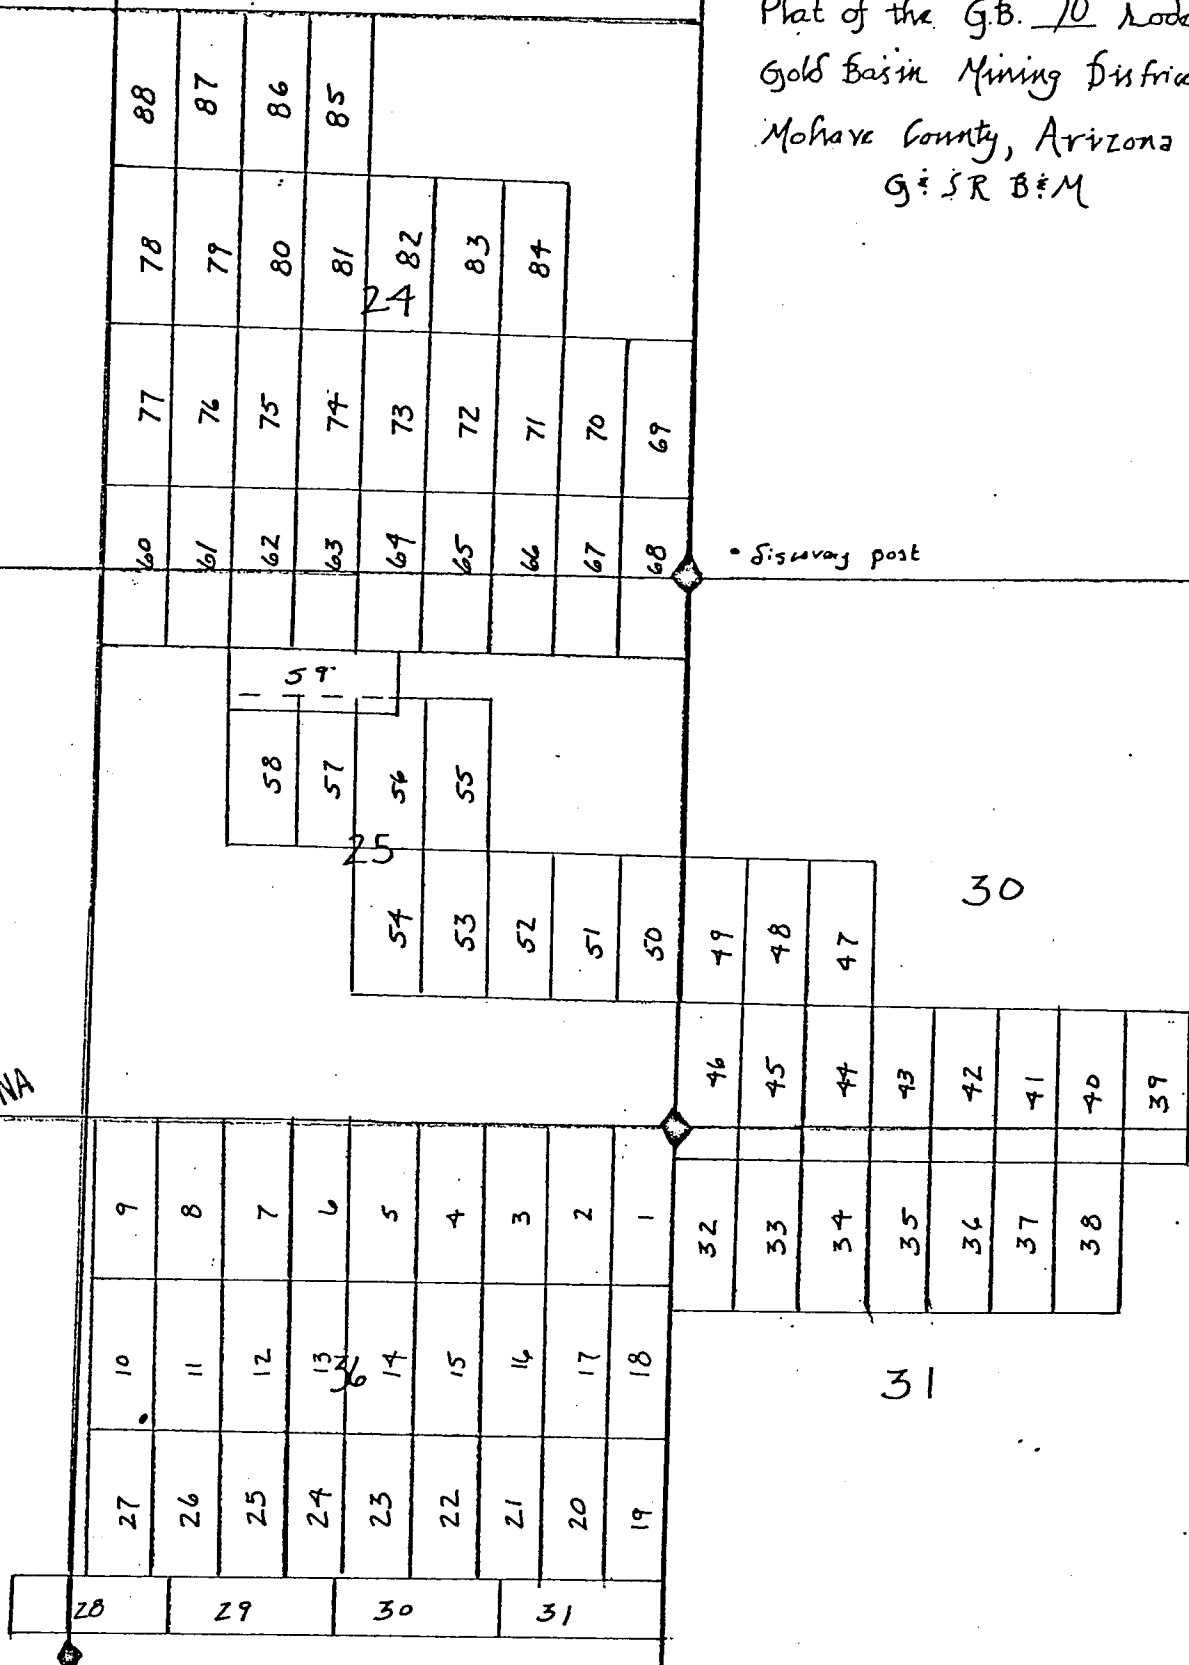 Plat of the G.B. 10 Lode
Gold Basin Mining District
Mohave County, Arizona
G & S R B & M
88 87 86 85
78 79 80 81 82 83 84
24
77 76 75 74 73 72 71 70 69
60 61 62 63 64 65 66 67 68
• discovery post
59
58 57 56 55
25
30
54 53 52 51 50 49 48 47
46 45 44 43 42 41 40 39
NA
9 8 7 6 5 4 3 2 1
32 33 34 35 36 37 38
10 11 12 13 14 15 16 17 18
36
31
27 26 25 24 23 22 21 20 19
28 29 30 31